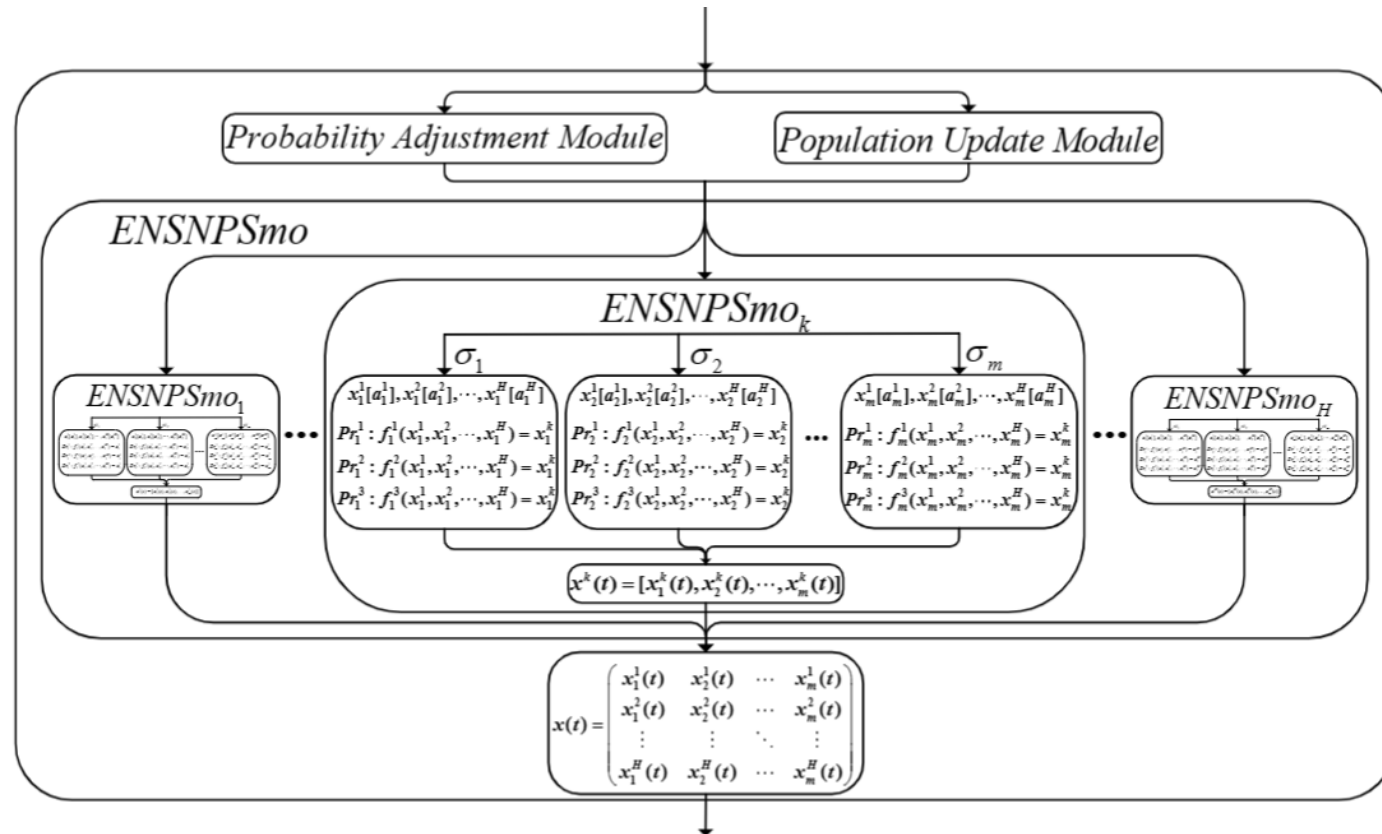 Probability Adjustment Module
Population Update Module
ENSNPSmo
ENSNPSmo_k
σ_1
σ_2
σ_m
x_1^1[a_1^1], x_1^2[a_1^2], ⋯, x_1^H[a_1^H]
Pr_1^1 : f_1^1(x_1^1, x_1^2, ⋯, x_1^H) = x_1^k
Pr_1^2 : f_1^2(x_1^1, x_1^2, ⋯, x_1^H) = x_1^k
Pr_1^3 : f_1^3(x_1^1, x_1^2, ⋯, x_1^H) = x_1^k
x_2^1[a_2^1], x_2^2[a_2^2], ⋯, x_2^H[a_2^H]
Pr_2^1 : f_2^1(x_2^1, x_2^2, ⋯, x_2^H) = x_2^k
Pr_2^2 : f_2^2(x_2^1, x_2^2, ⋯, x_2^H) = x_2^k
Pr_2^3 : f_2^3(x_2^1, x_2^2, ⋯, x_2^H) = x_2^k
...
x_m^1[a_m^1], x_m^2[a_m^2], ⋯, x_m^H[a_m^H]
Pr_m^1 : f_m^1(x_m^1, x_m^2, ⋯, x_m^H) = x_m^k
Pr_m^2 : f_m^2(x_m^1, x_m^2, ⋯, x_m^H) = x_m^k
Pr_m^3 : f_m^3(x_m^1, x_m^2, ⋯, x_m^H) = x_m^k
ENSNPSmo_1
...
...
ENSNPSmo_H
x^k(t) = [x_1^k(t), x_2^k(t), ⋯, x_m^k(t)]
x(t) =
x_1^1(t) x_2^1(t) ⋯ x_m^1(t)
x_1^2(t) x_2^2(t) ⋯ x_m^2(t)
⋮ ⋮ ⋱ ⋮
x_1^H(t) x_2^H(t) ⋯ x_m^H(t)